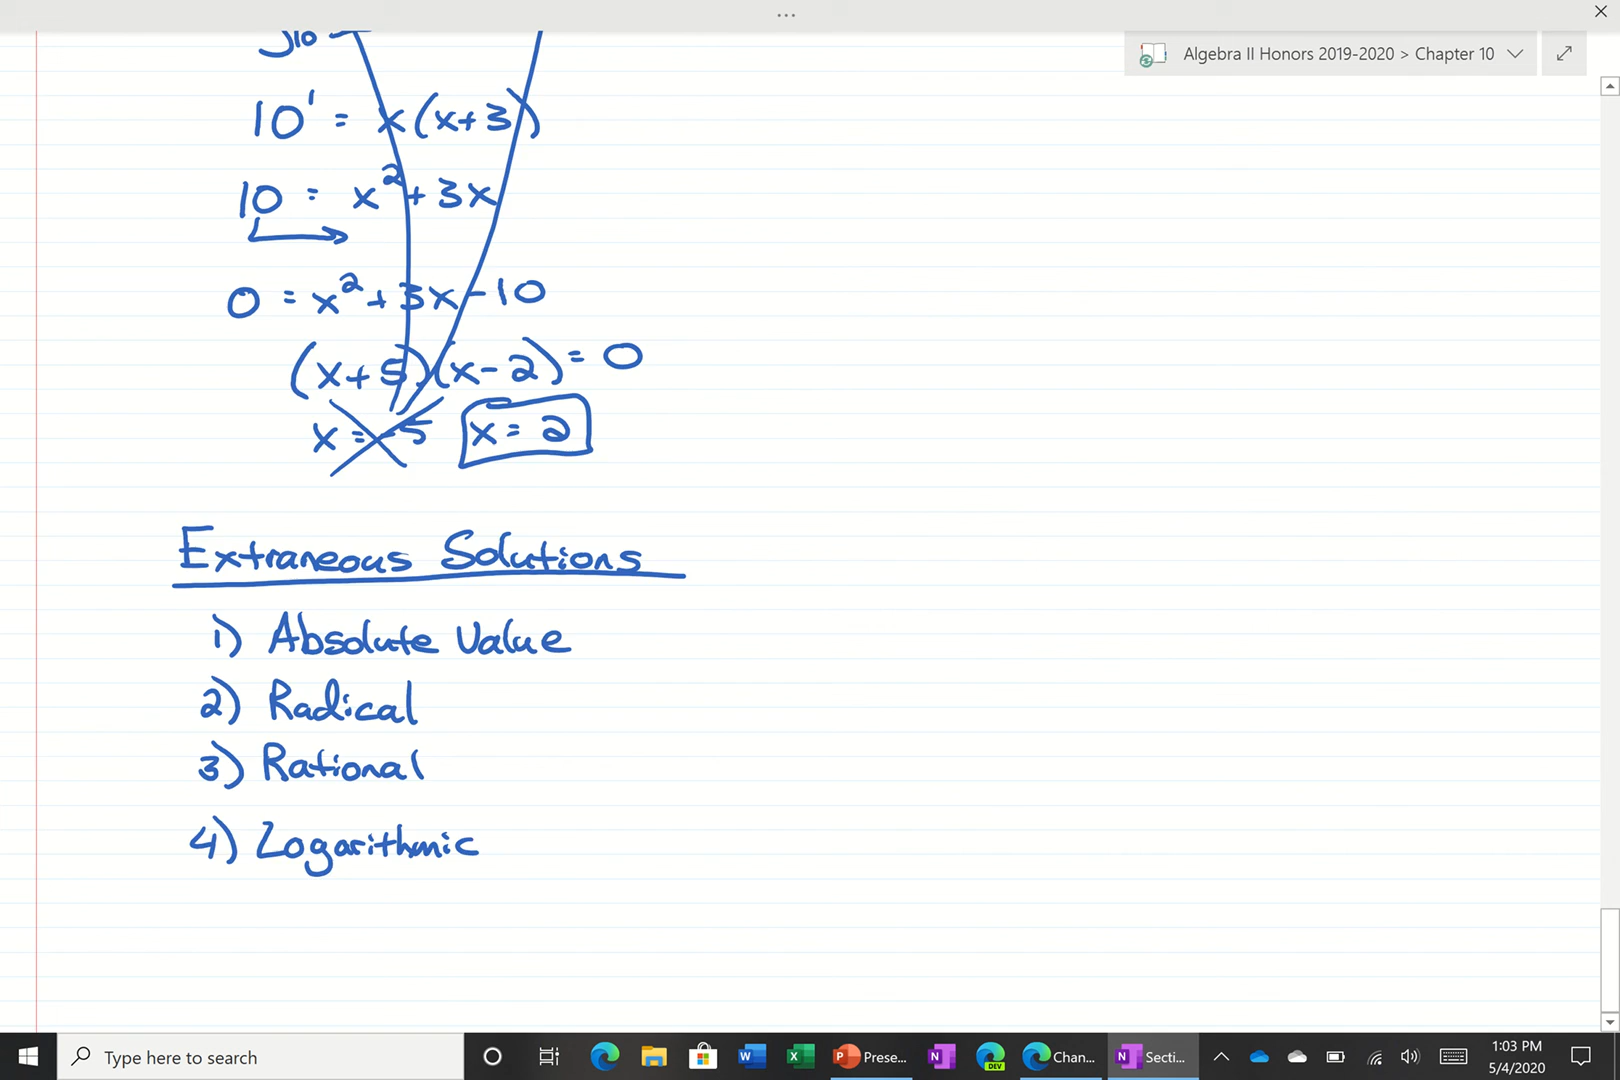 Algebra II Honors 2019-2020 > Chapter 10
10¹ = x(x+3)
10 = x² + 3x
0 = x² + 3x - 10
(x+5)(x-2) = 0
x = -5 x = 2
Extraneous Solutions
1) Absolute Value
2) Radical
3) Rational
4) Logarithmic
Type here to search
Prese...
DEV
Chan...
Secti...
1:03 PM
5/4/2020